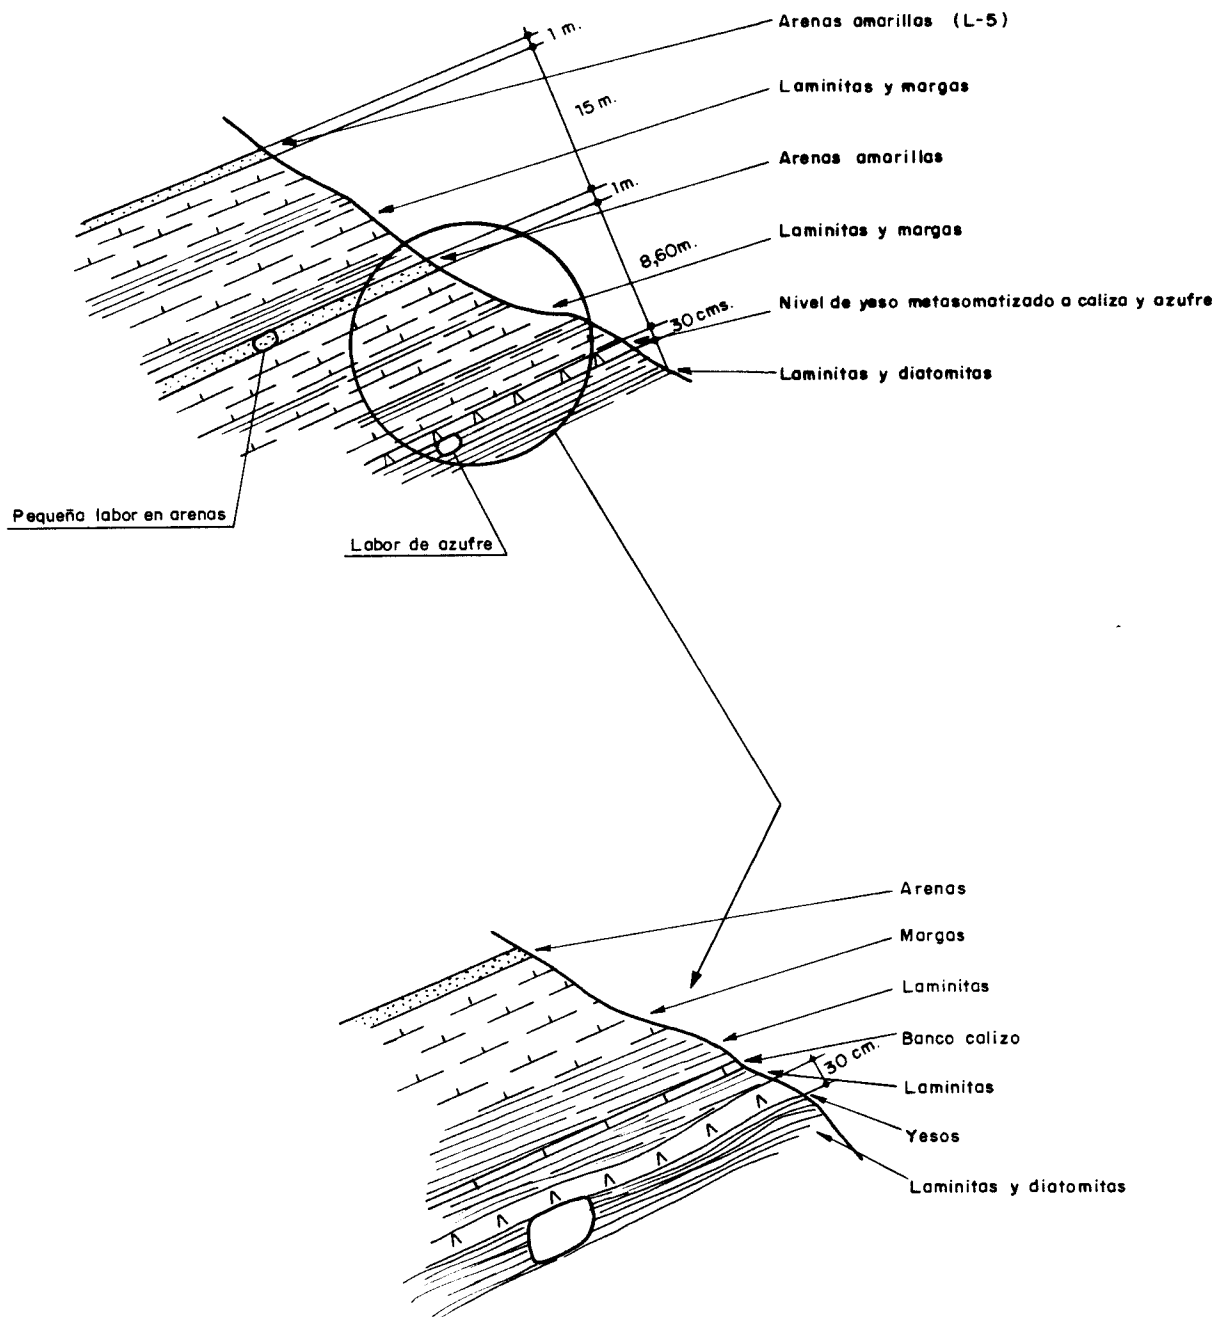 Arenas amarillas (L-5)
1 m.
Laminitas y margas
15 m.
Arenas amarillas
1m.
Laminitas y margas
8,60m.
Nivel de yeso metasomatizado a caliza y azufre
30 cms.
Laminitas y diatomitas
Pequeña labor en arenas
Labor de azufre
Arenas
Margas
Laminitas
Banco calizo
30 cm.
Laminitas
Yesos
Laminitas y diatomitas